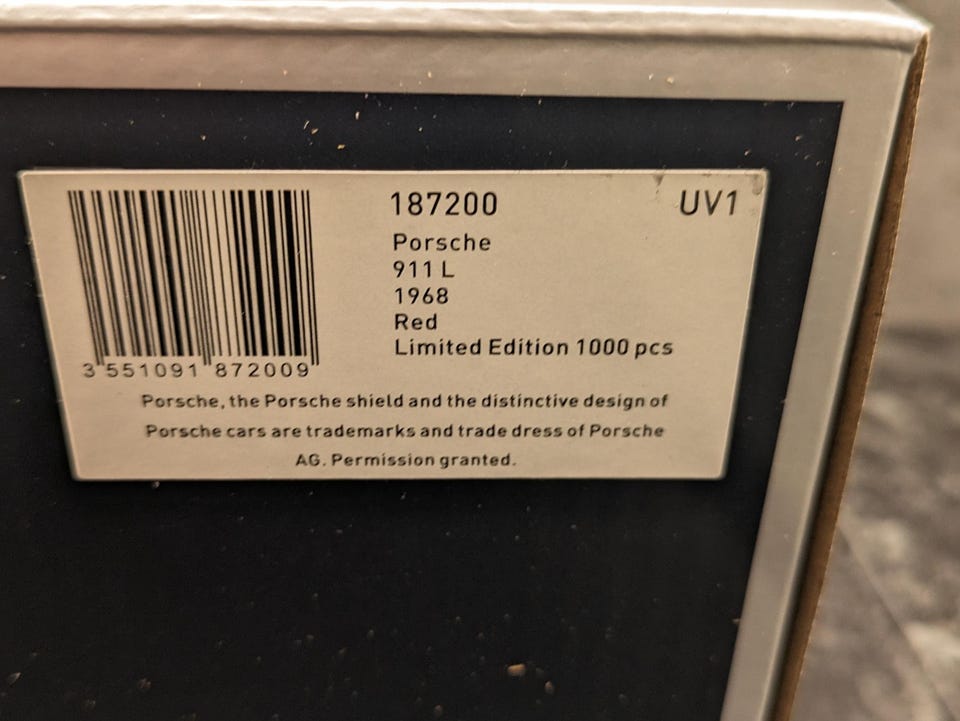 187200
UV1
Porsche
911 L
1968
Red
Limited Edition 1000 pcs
3 551091 872009
Porsche, the Porsche shield and the distinctive design of
Porsche cars are trademarks and trade dress of Porsche
AG. Permission granted.